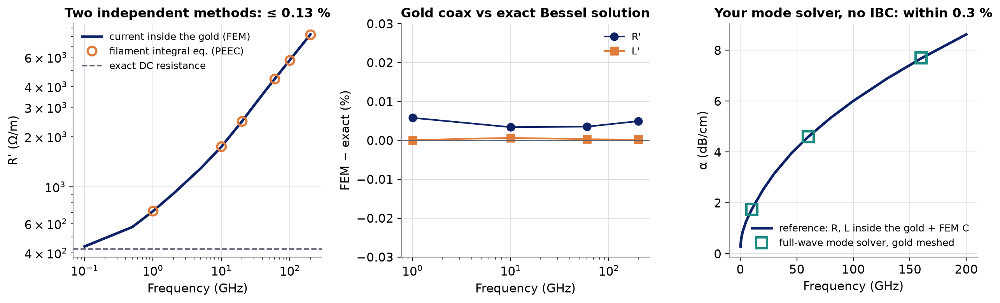 Two independent methods: ≤ 0.13 %
current inside the gold (FEM)
filament integral eq. (PEEC)
exact DC resistance
R' (Ω/m)
6 × 10³
4 × 10³
3 × 10³
2 × 10³
10³
6 × 10²
4 × 10²
10⁻¹ 10⁰ 10¹ 10²
Frequency (GHz)
Gold coax vs exact Bessel solution
R'
L'
FEM − exact (%)
0.03
0.02
0.01
0.00
−0.01
−0.02
−0.03
10⁰ 10¹ 10²
Frequency (GHz)
Your mode solver, no IBC: within 0.3 %
α (dB/cm)
8
6
4
2
0
reference: R, L inside the gold + FEM C
full-wave mode solver, gold meshed
0 50 100 150 200
Frequency (GHz)